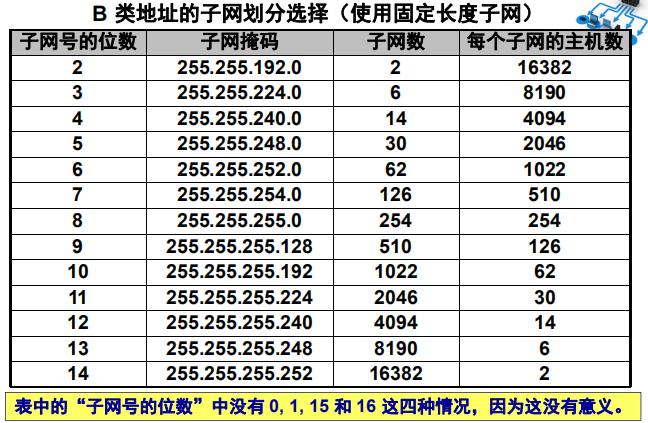 B 类地址的子网划分选择（使用固定长度子网）
子网号的位数 子网掩码 子网数 每个子网的主机数
2 255.255.192.0 2 16382
3 255.255.224.0 6 8190
4 255.255.240.0 14 4094
5 255.255.248.0 30 2046
6 255.255.252.0 62 1022
7 255.255.254.0 126 510
8 255.255.255.0 254 254
9 255.255.255.128 510 126
10 255.255.255.192 1022 62
11 255.255.255.224 2046 30
12 255.255.255.240 4094 14
13 255.255.255.248 8190 6
14 255.255.255.252 16382 2
表中的“子网号的位数”中没有 0, 1, 15 和 16 这四种情况，因为这没有意义。